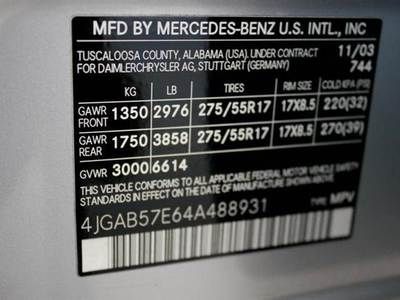 MFD BY MERCEDES-BENZ U.S. INTL., INC
TUSCALOOSA COUNTY, ALABAMA (USA), UNDER CONTRACT 11/03
FOR DAIMLERCHRYSLER AG, STUTTGART (GERMANY) 744
KG LB RIM SIZE COLD KPA (PSI)
GAWR FRONT 1350 2976 275/55R17 17X8.5 220(32)
GAWR REAR 1750 3858 275/55R17 17X8.5 270(39)
GVWR 3000 6614
THIS VEHICLE CONFORMS TO ALL APPLICABLE FEDERAL MOTOR VEHICLE
SAFETY STANDARDS IN EFFECT ON THE DATE OF MANUFACTURE SHOWN ABOVE.
4JGAB57E64A488931 TYPE: MPV